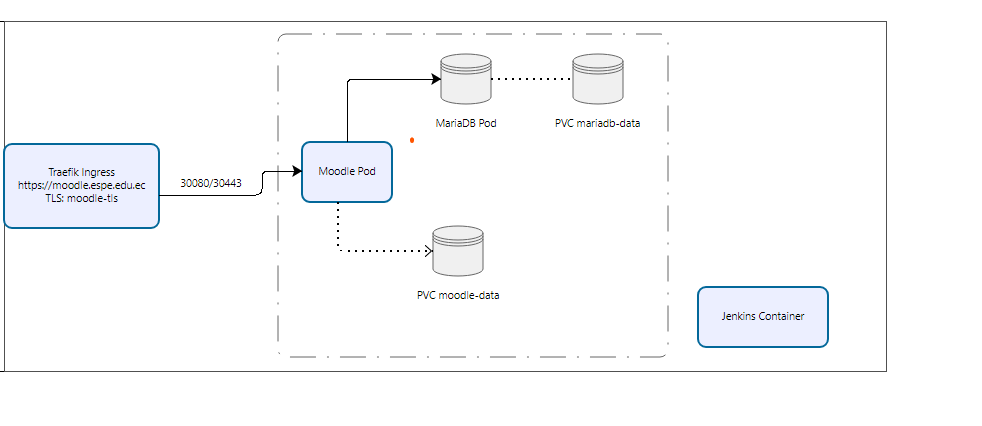 MariaDB Pod
PVC mariadb-data
Traefik Ingress
https://moodle.espe.edu.ec
TLS: moodle-tls
30080/30443
Moodle Pod
PVC moodle-data
Jenkins Container